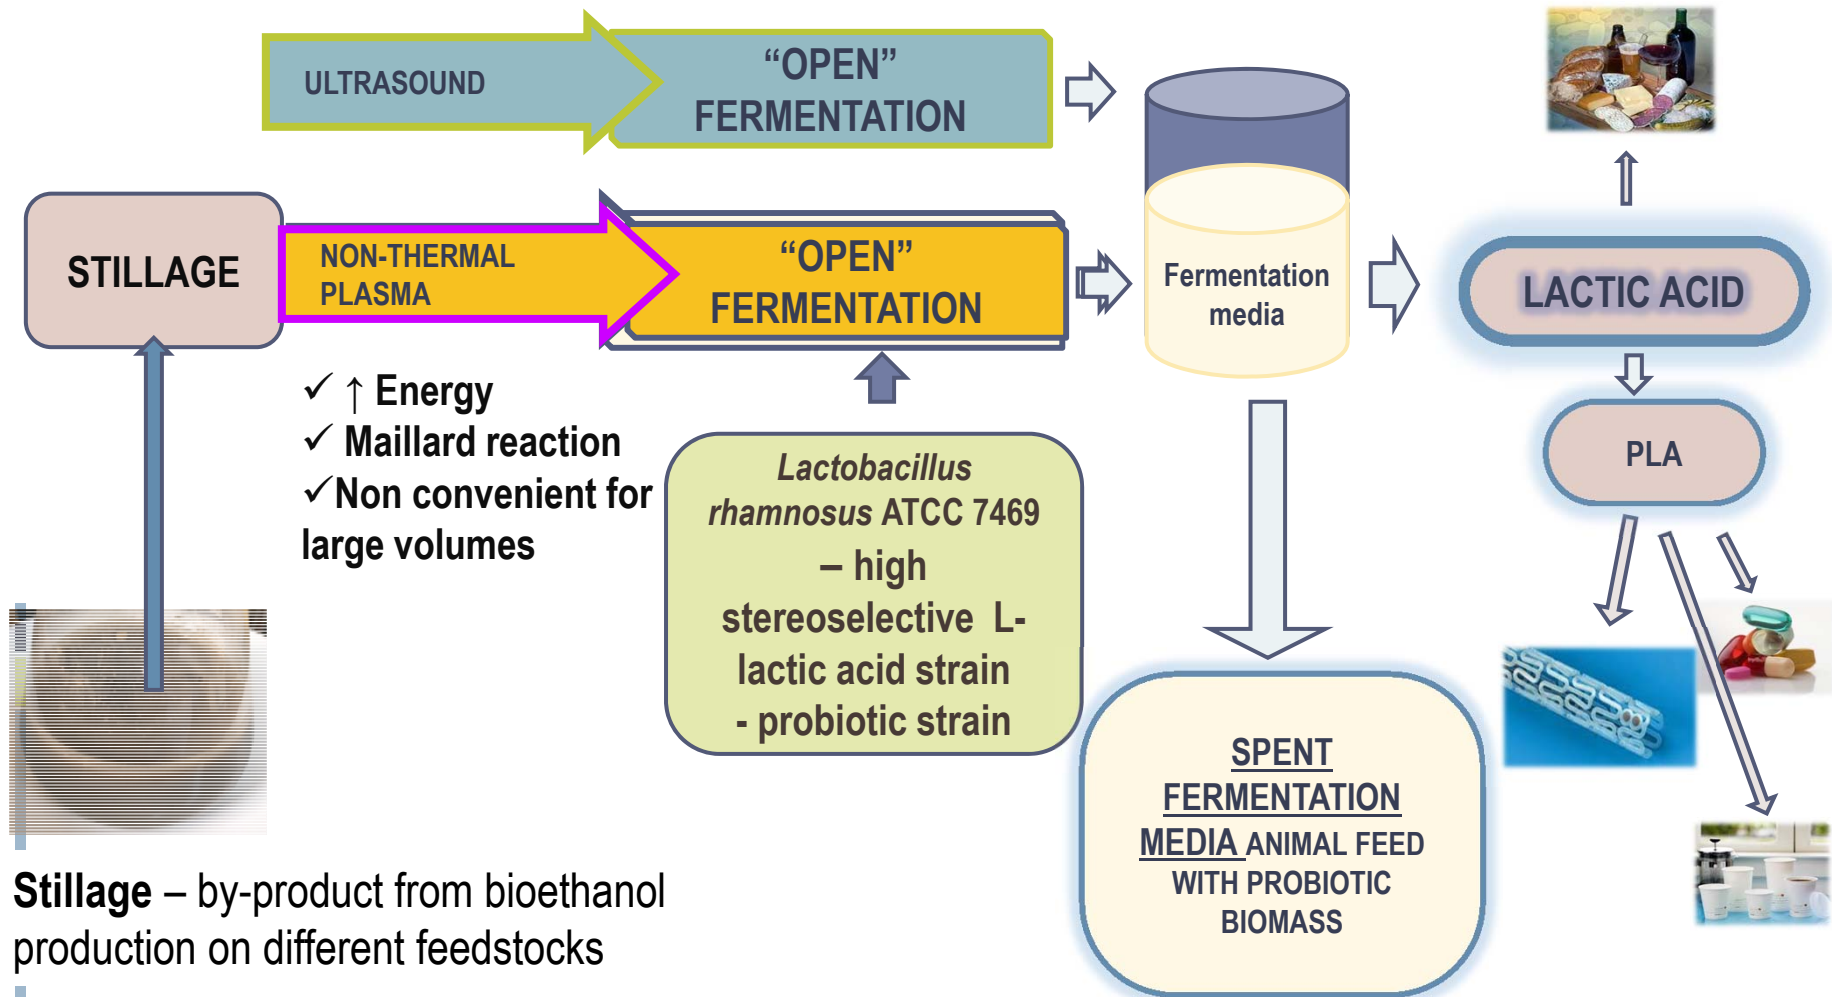 ULTRASOUND
“OPEN”
FERMENTATION
STILLAGE
NON-THERMAL
PLASMA
“OPEN”
FERMENTATION
Fermentation
media
LACTIC ACID
PLA
✓ ↑ Energy
✓ Maillard reaction
✓Non convenient for
large volumes
Lactobacillus
rhamnosus ATCC 7469
– high
stereoselective L-
lactic acid strain
- probiotic strain
SPENT
FERMENTATION
MEDIA ANIMAL FEED
WITH PROBIOTIC
BIOMASS
Stillage – by-product from bioethanol
production on different feedstocks